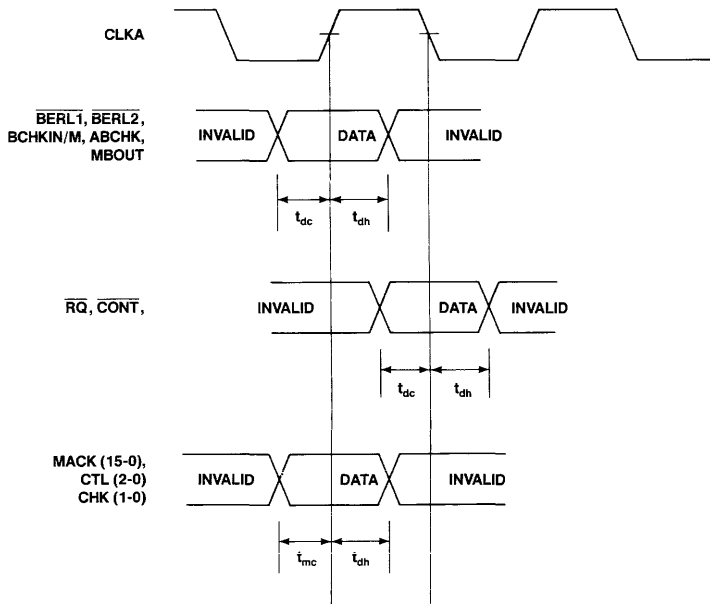 CLKA
BERL1, BERL2,
BCHKIN/M, ABCHK,
MBOUT
INVALID DATA INVALID
tdc tdh
RQ, CONT,
INVALID DATA INVALID
tdc tdh
MACK (15-0),
CTL (2-0)
CHK (1-0)
INVALID DATA INVALID
tmc tdh